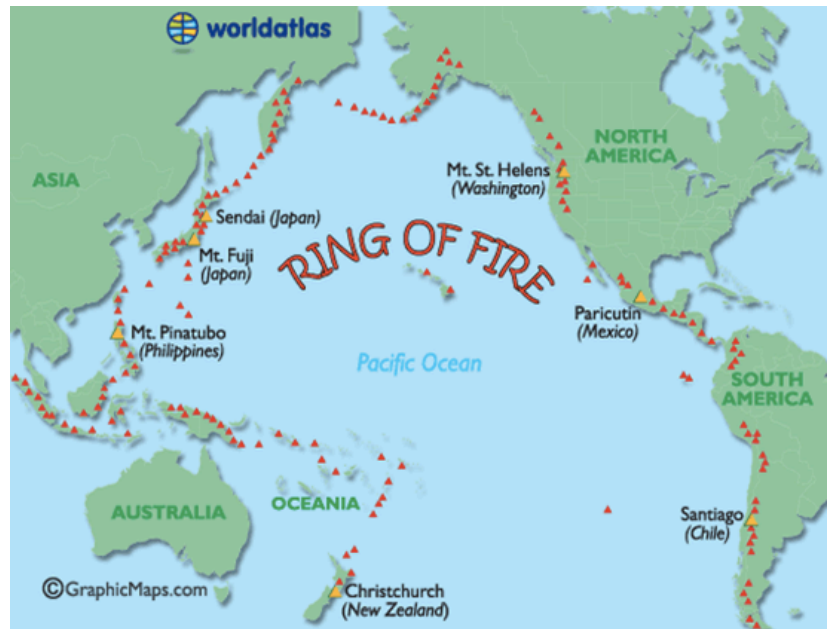 worldatlas
NORTH
AMERICA
ASIA
Mt. St. Helens
(Washington)
Sendai (Japan)
RING OF FIRE
Mt. Fuji
(Japan)
Paricutin
(Mexico)
Mt. Pinatubo
(Philippines)
Pacific Ocean
SOUTH
AMERICA
OCEANIA
AUSTRALIA
Santiago
(Chile)
©GraphicMaps.com
Christchurch
(New Zealand)